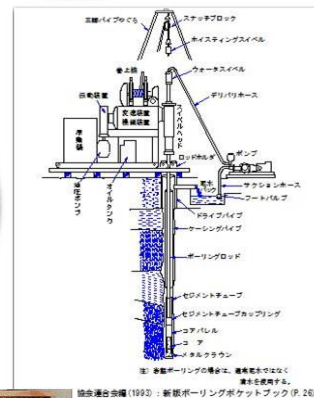 三脚パイプやぐら
スナッチブロック
ホイスティングスイベル
ウォータスイベル
巻上機
デリバリホース
伝動装置
変速装置
操縦装置
スイベルヘッド
原動機
ロッドホルダ
ポンプ
泥水
バック
サクションホース
フートバルブ
油圧ポンプ
オイルタンク
ドライブパイプ
ケーシングパイプ
ボーリングロッド
セジメントチューブ
セジメントチューブカップリング
コアバレル
コア
メタルクラウン
注) ボーリングの場合は、通常泥水ではなく
清水を使用する。
協会連合会編(1993):新版ボーリングポケットブック(P.26)